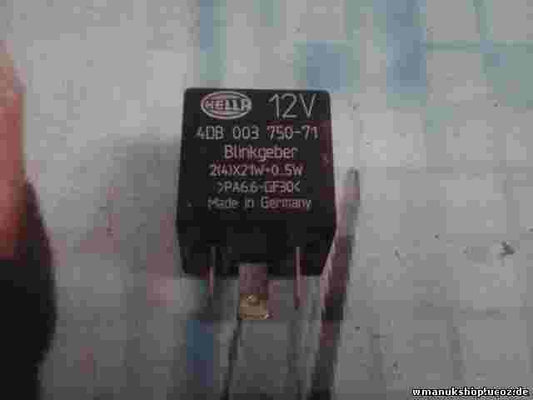 HELLA 12V
4DB 003 750-71
Blinkgeber
2(4)X21W+0.5W
>PA6.6-GF30<
Made in Germany
wmanukshop!.ucoz.de